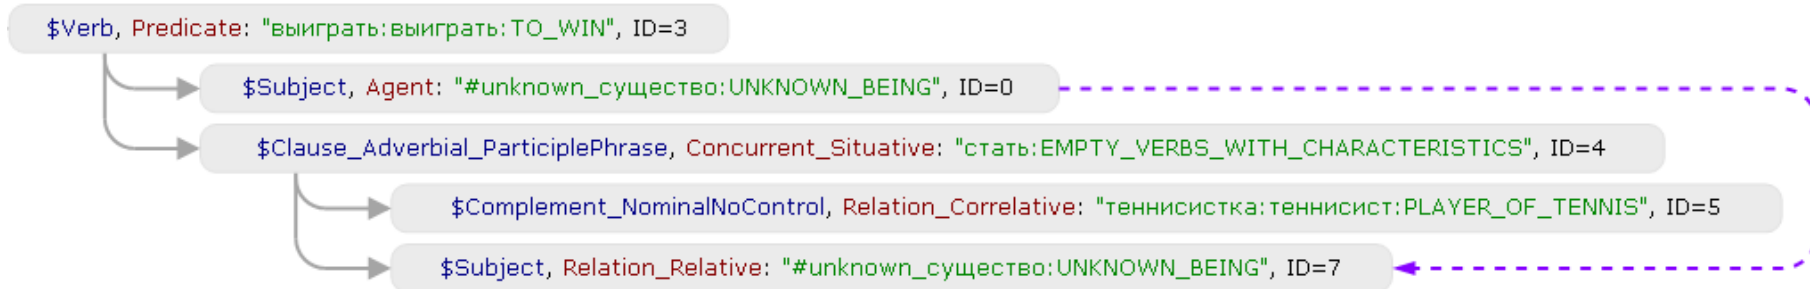 $Verb, Predicate: "выиграть:выиграть:TO_WIN", ID=3
$Subject, Agent: "#unknown_существо:UNKNOWN_BEING", ID=0
$Clause_Adverbial_ParticiplePhrase, Concurrent_Situative: "стать:EMPTY_VERBS_WITH_CHARACTERISTICS", ID=4
$Complement_NominalNoControl, Relation_Correlative: "теннисистка:теннисист:PLAYER_OF_TENNIS", ID=5
$Subject, Relation_Relative: "#unknown_существо:UNKNOWN_BEING", ID=7